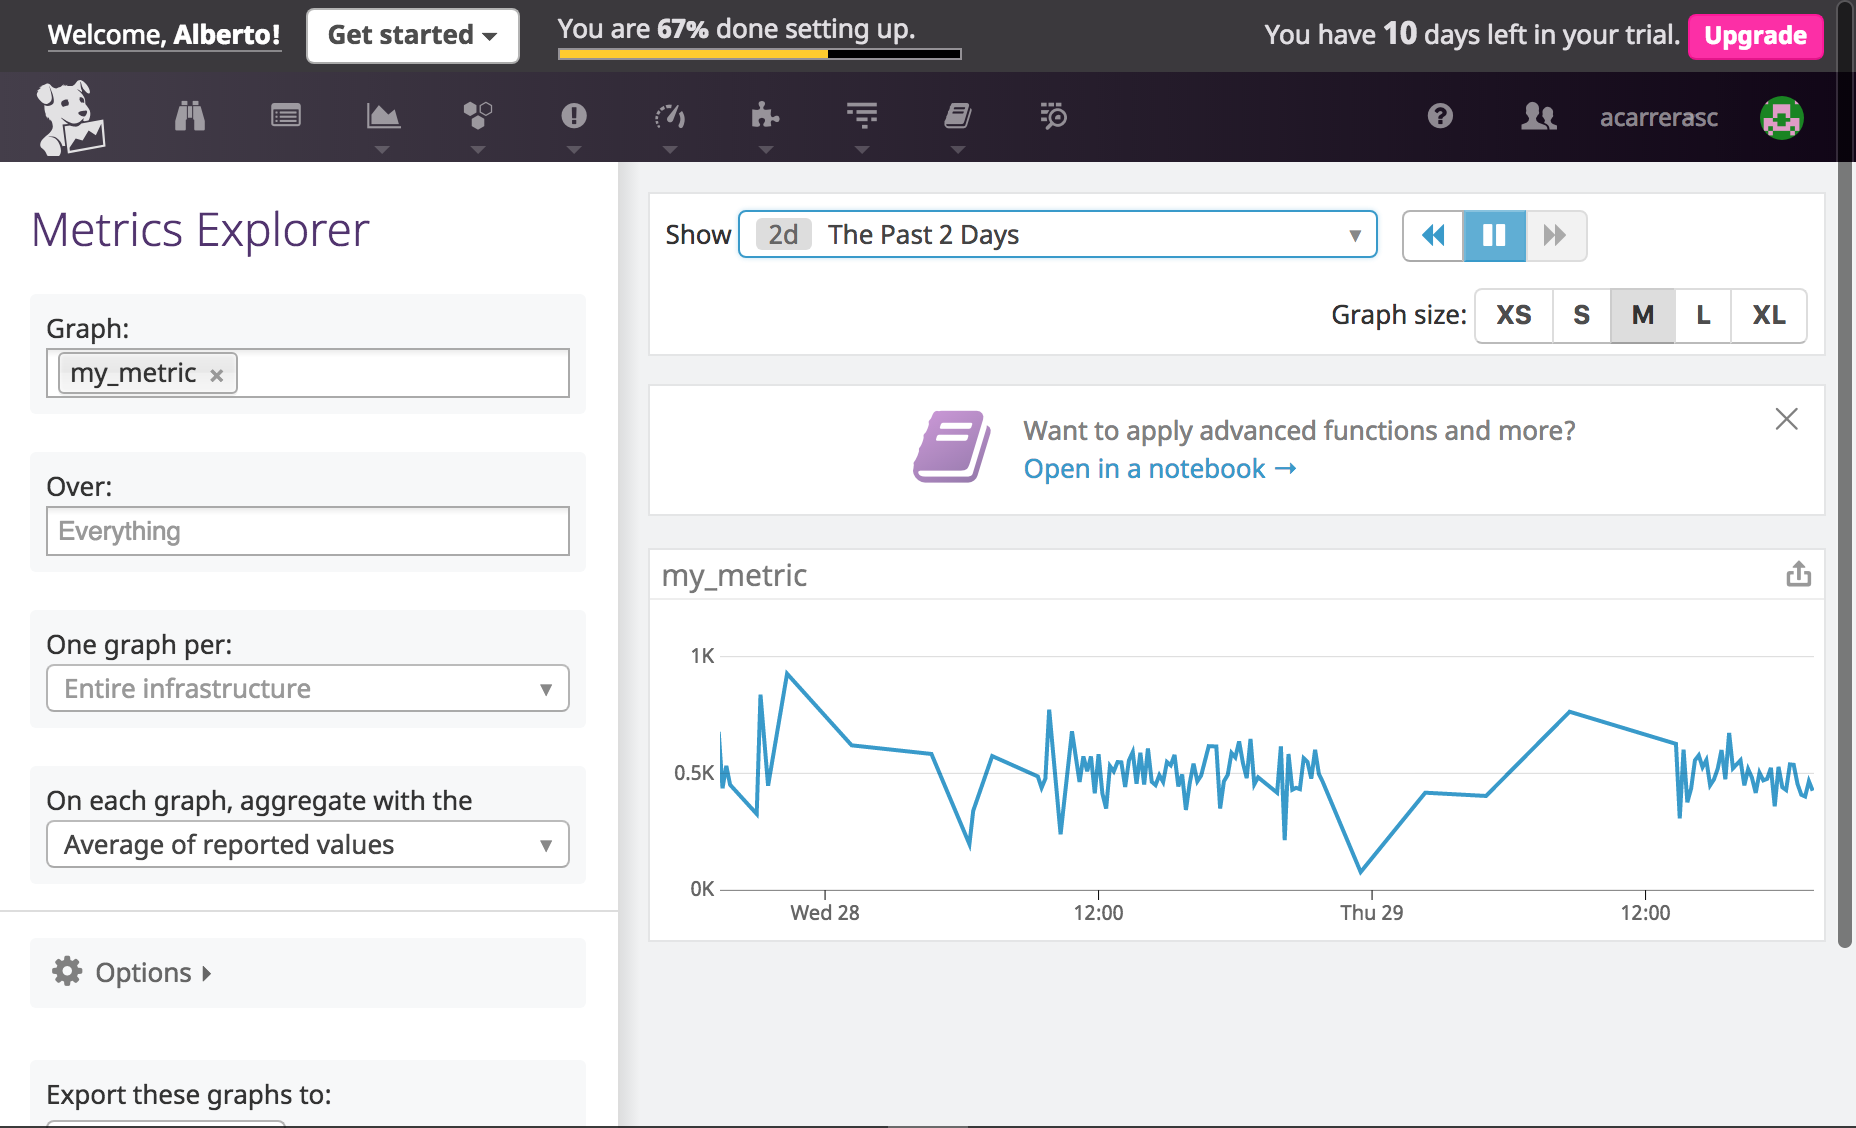 Welcome, Alberto!
Get started
You are 67% done setting up.
You have 10 days left in your trial.
Upgrade
acarrerasc
Metrics Explorer
Graph:
my_metric ×
Over:
Everything
One graph per:
Entire infrastructure
On each graph, aggregate with the
Average of reported values
Options
Export these graphs to:
Show
2d The Past 2 Days
Graph size:
XS S M L XL
Want to apply advanced functions and more?
Open in a notebook →
my_metric
1K
0.5K
0K
Wed 28 12:00 Thu 29 12:00